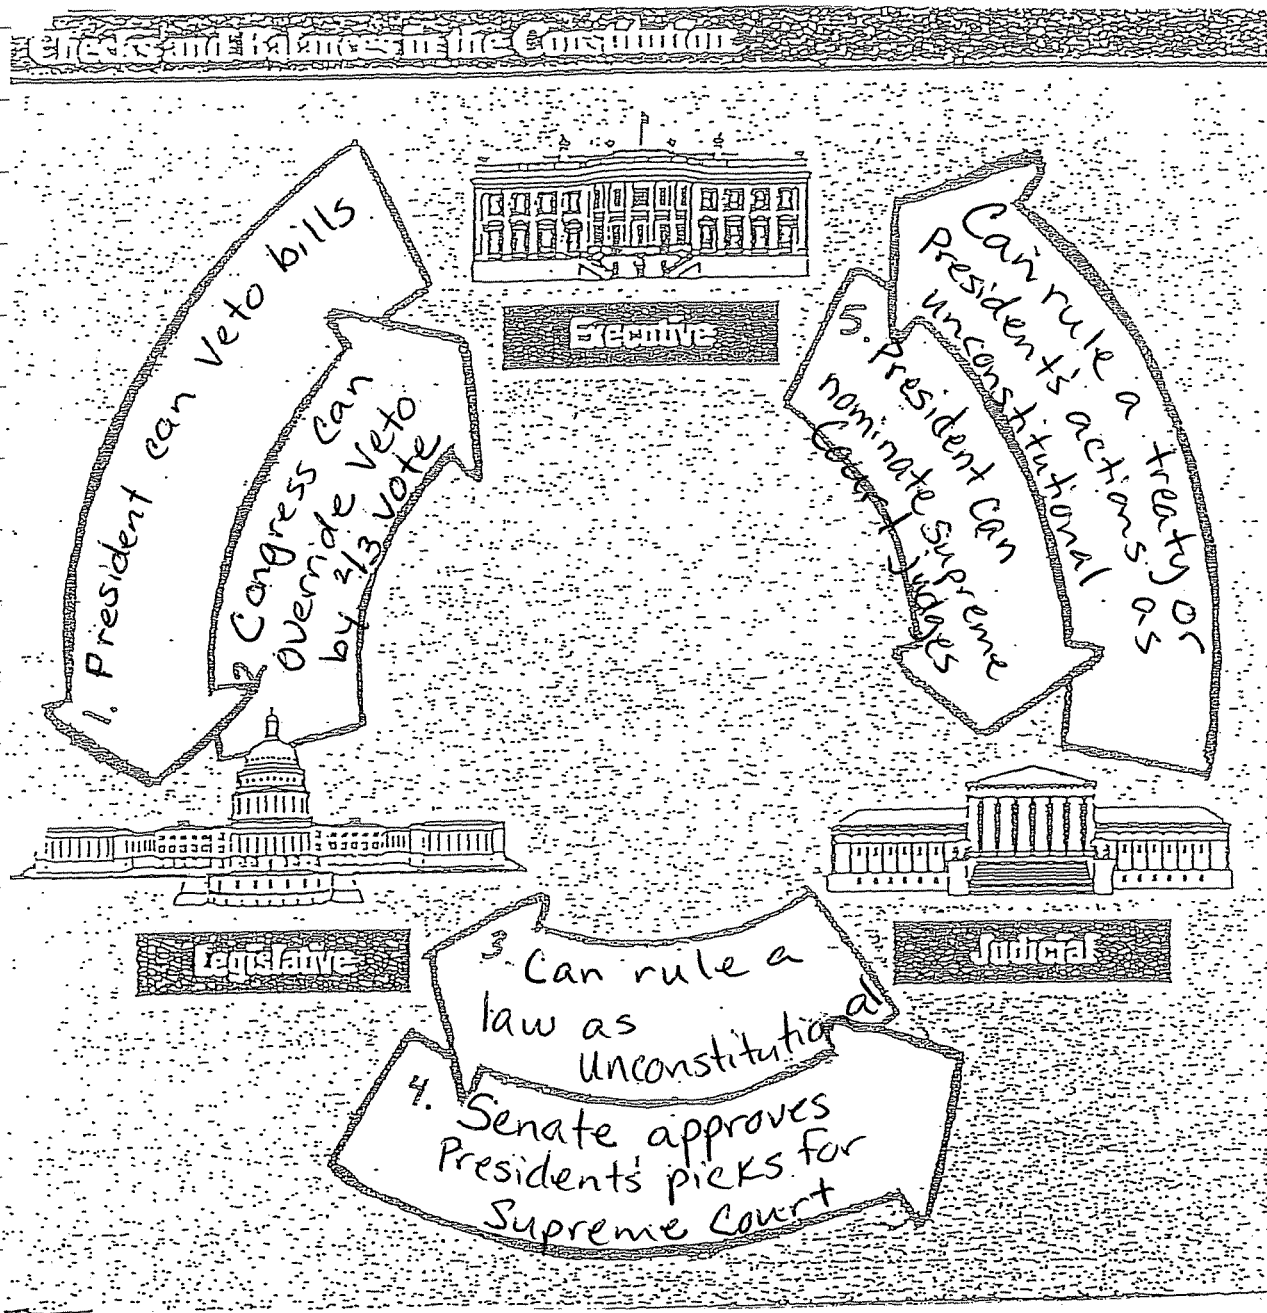 Checks and Balances in the Constitution
Executive
1. President can Veto bills
2 Congress can
override Veto
by 2/3 vote
Can rule a treaty or
President's actions as
unconstitutional
5. President can
nominate supreme
Court judges
Legislative
Judicial
3. Can rule a
law as
Unconstitutional
4. Senate approves
President's picks for
Supreme Court